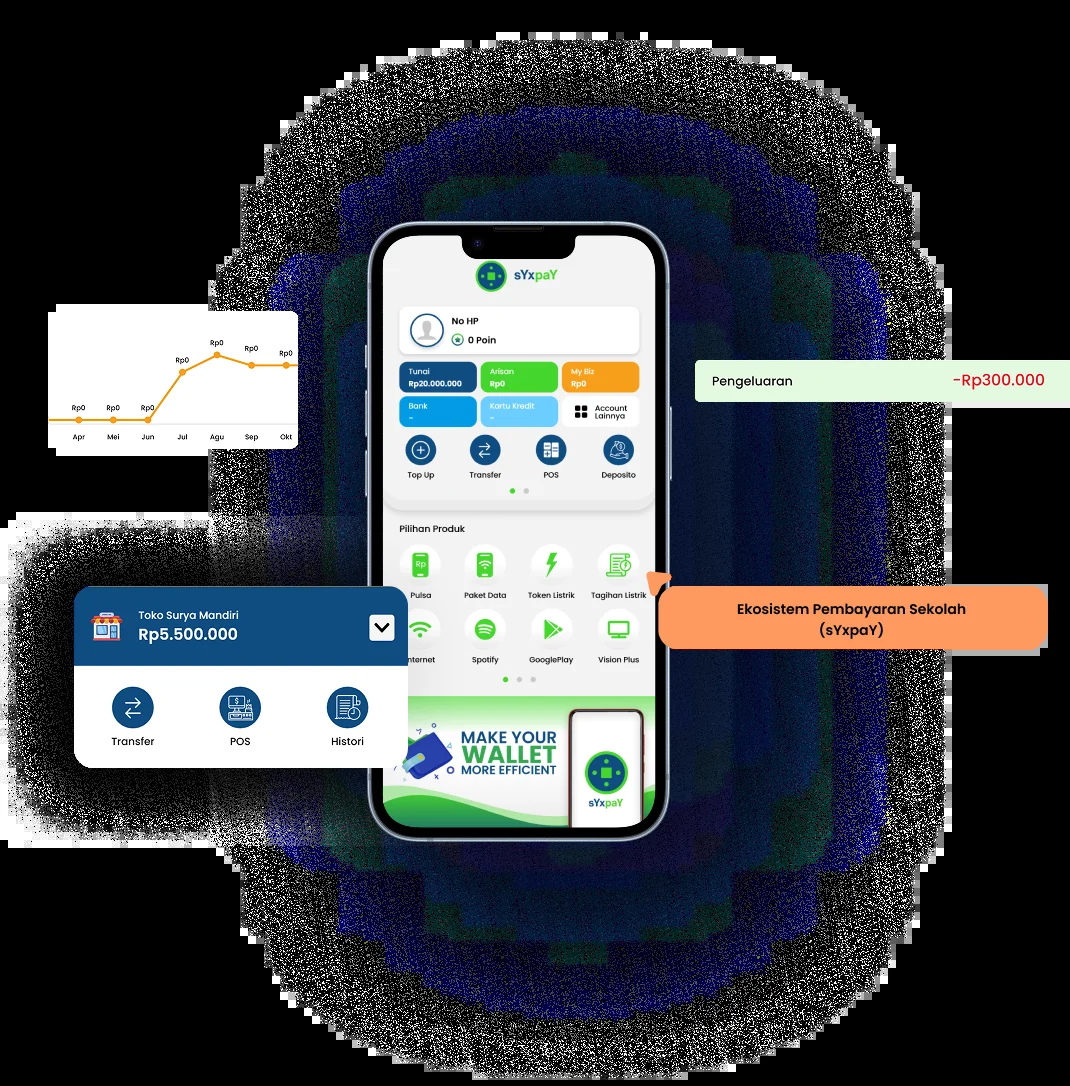 sYxpaY
No HP
0 Poin
Tunai
Rp20.000.000
Arisan
Rp0
My Biz
Rp0
Bank
-
Kartu Kredit
-
Account
Lainnya
Top Up
Transfer
POS
Deposito
Pilihan Produk
Rp
Pulsa
Paket Data
Token Listrik
Tagihan Listrik
nternet
Spotify
GooglePlay
Vision Plus
MAKE YOUR
WALLET
MORE EFFICIENT
sYxpaY
Rp0
Rp0
Rp0
Rp0
Rp0
Rp0
Rp0
Apr
Mei
Jun
Jul
Agu
Sep
Okt
Pengeluaran
-Rp300.000
Toko Surya Mandiri
Rp5.500.000
Transfer
POS
Histori
Ekosistem Pembayaran Sekolah
(sYxpaY)